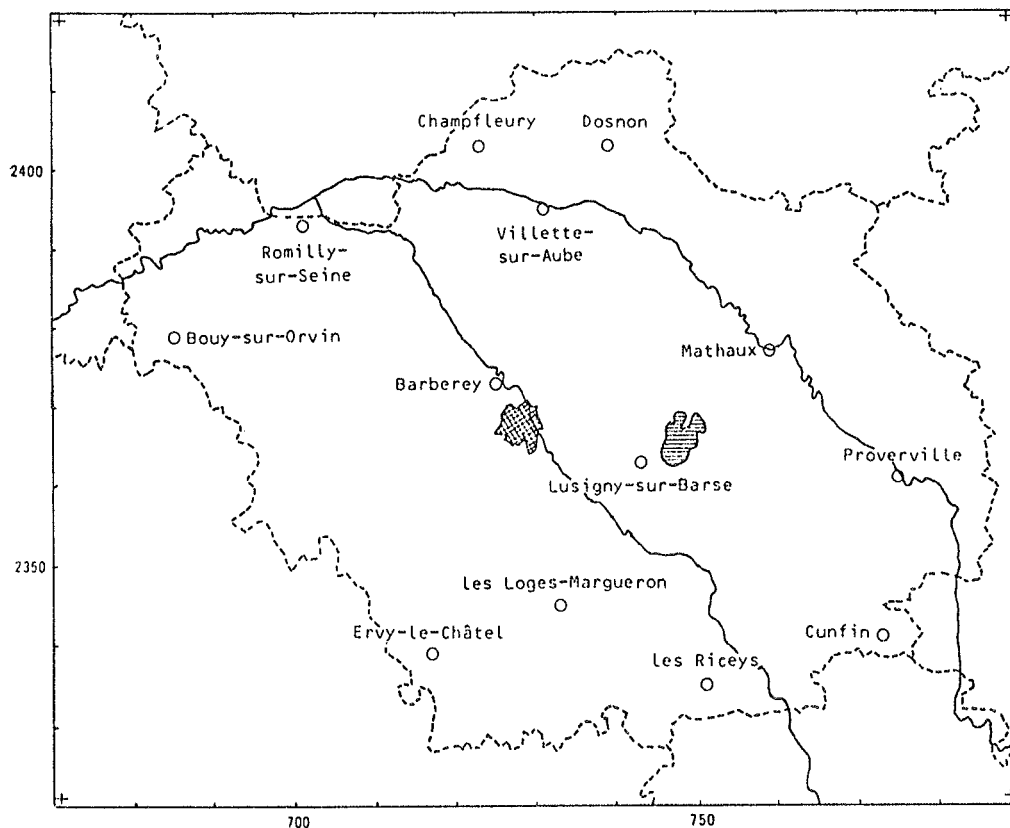 Champfleury
Dosnon
2400
Villette-
sur-Aube
Romilly-
sur-Seine
Bouy-sur-Orvin
Mathaux
Barberey
Proverville
Lusigny-sur-Barse
2350
les Loges-Margueron
Ervy-le-Châtel
Cunfin
les Riceys
700
750